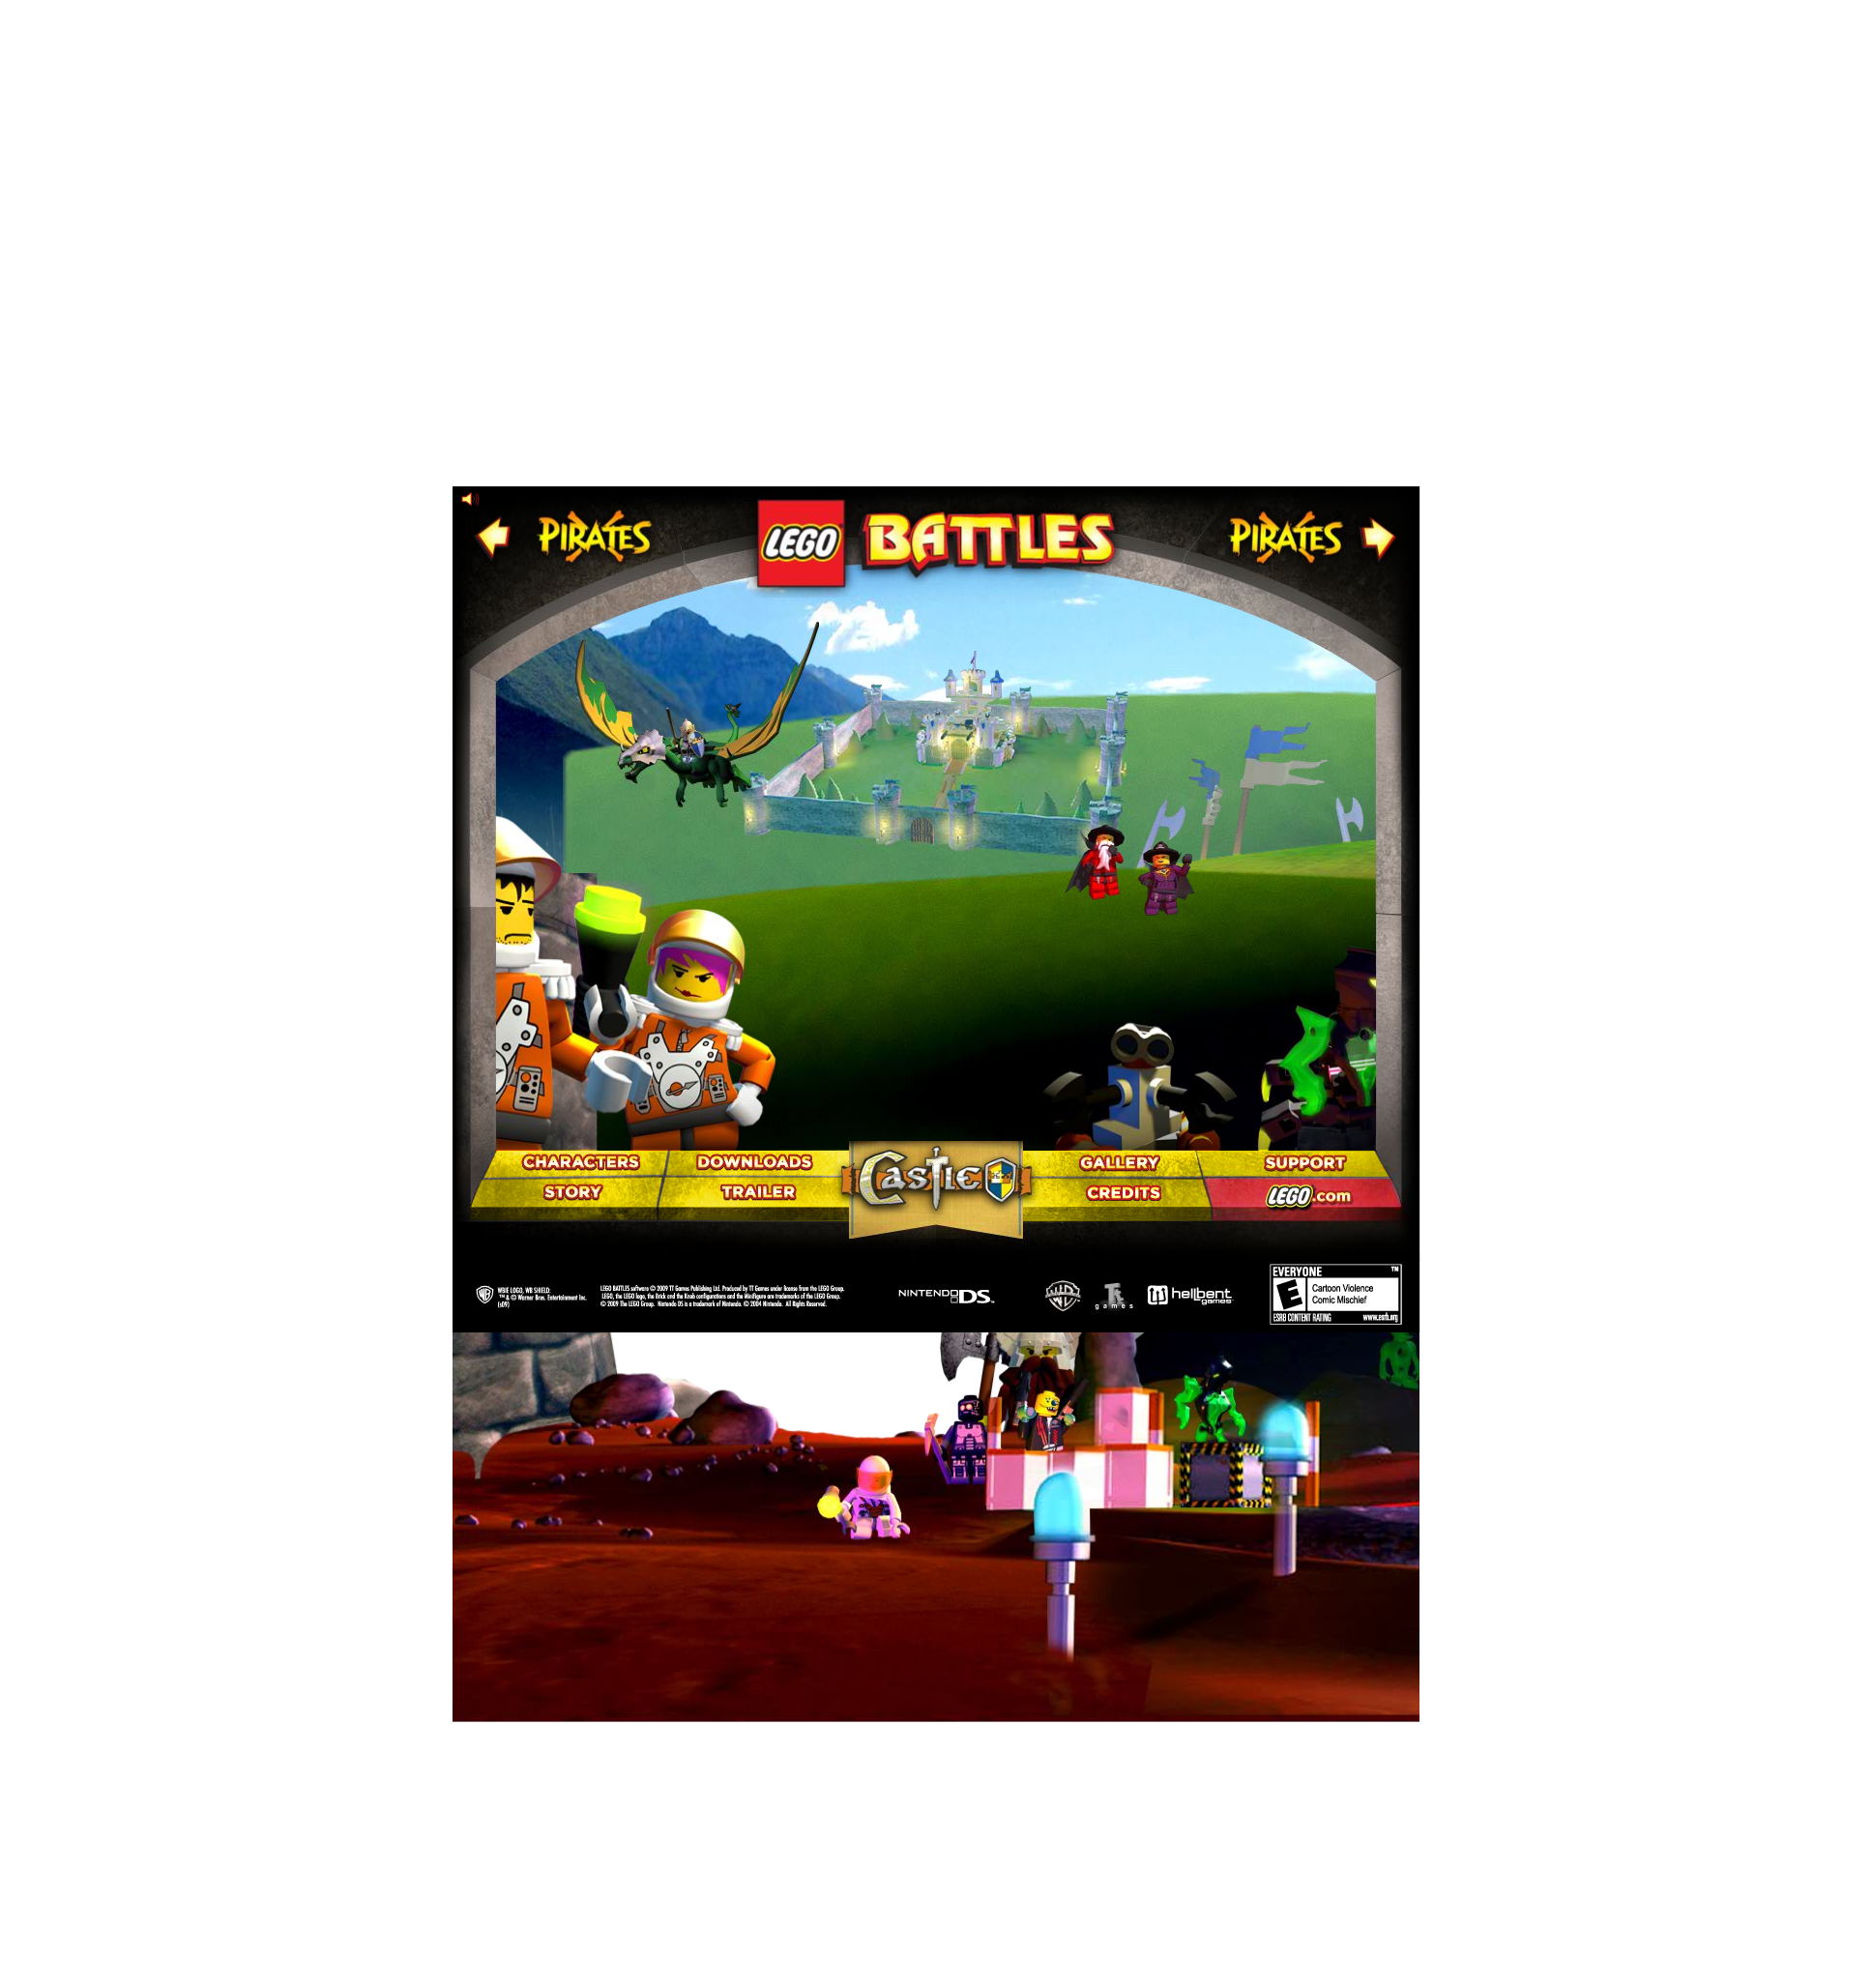 PIRATES
LEGO BATTLES
PIRATES
CHARACTERS
DOWNLOADS
CASTLE
GALLERY
SUPPORT
STORY
TRAILER
CREDITS
LEGO.com
WBIE LOGO, WB SHIELD:
™ & © Warner Bros. Entertainment Inc.
(s09)
LEGO BATTLES software © 2009 TT Games Publishing Ltd. Produced by TT Games under license from the LEGO Group.
LEGO, the LEGO logo, the Brick and the Knob configurations and the Minifigure are trademarks of the LEGO Group.
© 2009 The LEGO Group. Nintendo DS is a trademark of Nintendo. © 2004 Nintendo. All Rights Reserved.
NINTENDO DS™
WB
games
hellbent games
EVERYONE ™
E
Cartoon Violence
Comic Mischief
ESRB CONTENT RATING www.esrb.org